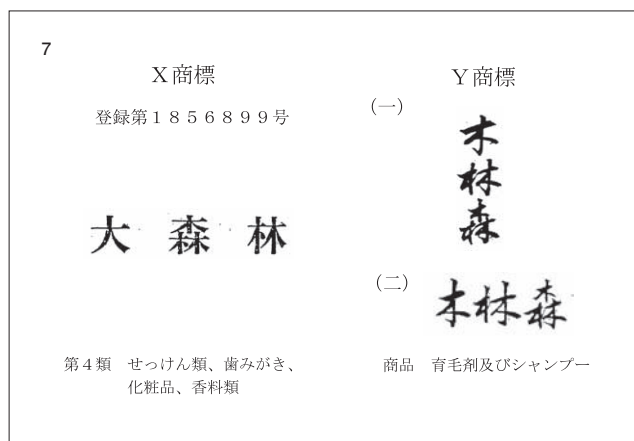 7
X商標
登録第1856899号
大森林
第4類 せっけん類、歯みがき、
化粧品、香料類
Y商標
(一)
木林森
(二)
木林森
商品 育毛剤及びシャンプー